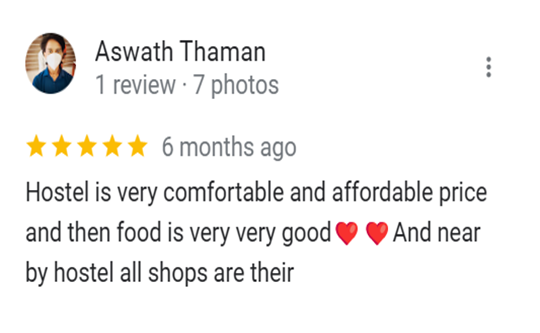 Aswath Thaman
1 review · 7 photos
6 months ago
Hostel is very comfortable and affordable price
and then food is very very good❤️ ❤️And near
by hostel all shops are their